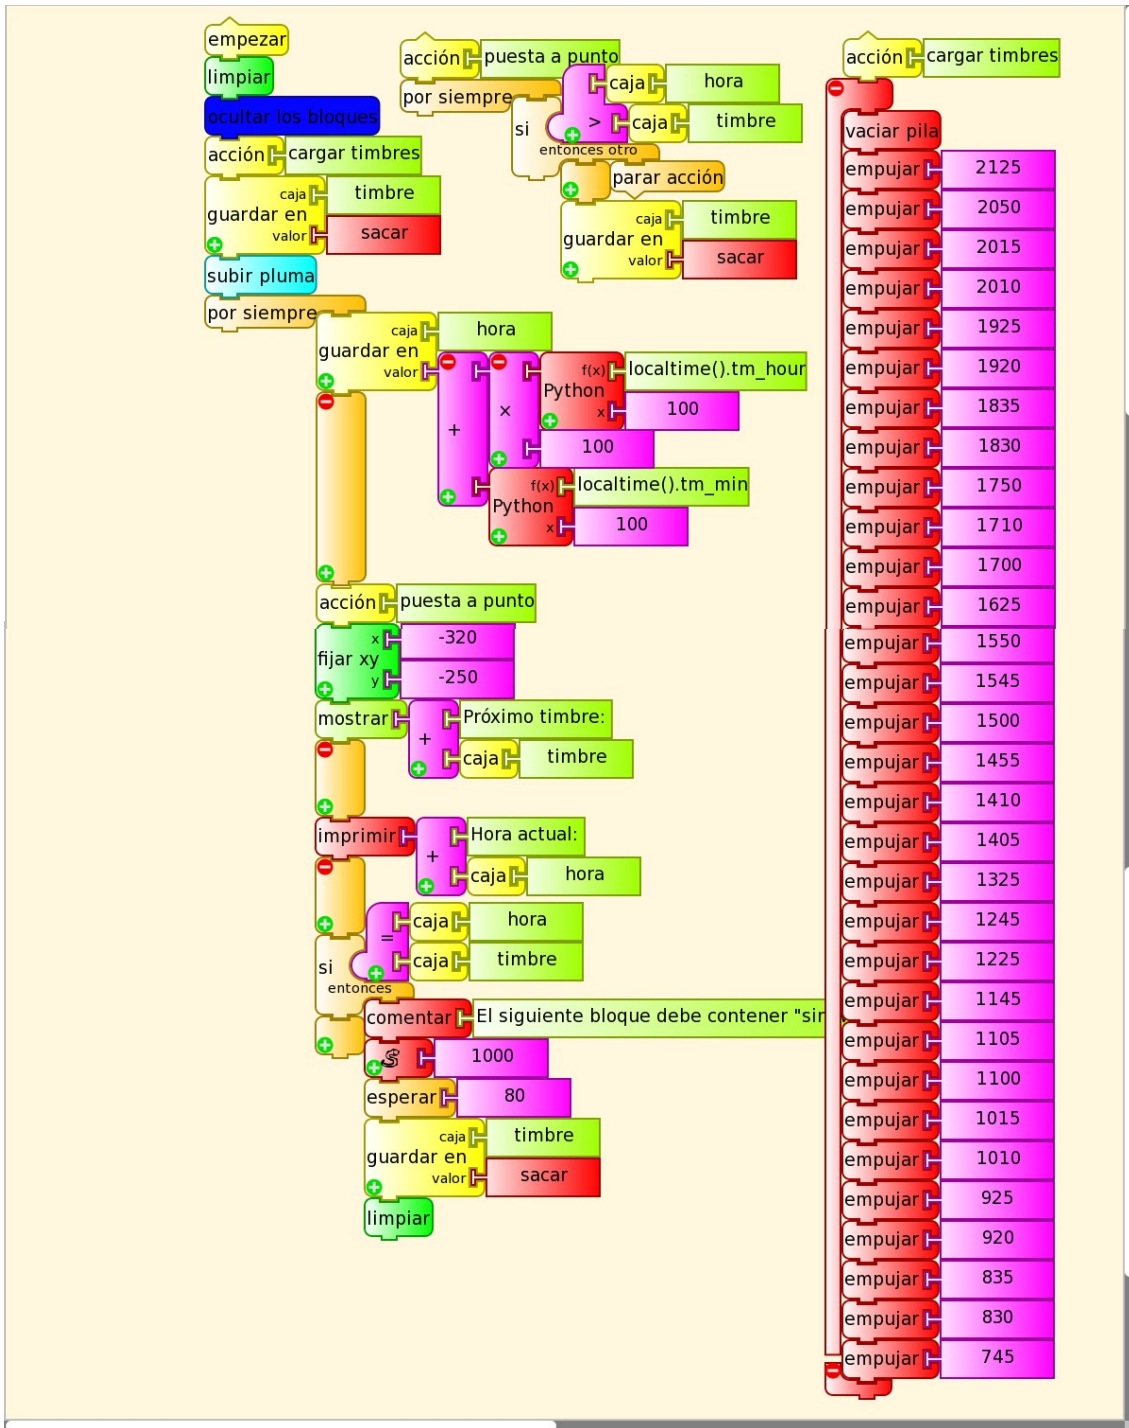 empezar
limpiar
ocultar los bloques
acción cargar timbres
caja timbre
guardar en
valor sacar
subir pluma
por siempre
caja hora
guardar en
valor
+
×
f(x) localtime().tm_hour
Python
x 100
100
f(x) localtime().tm_min
Python
x 100
acción puesta a punto
x -320
fijar xy
y -250
mostrar
+
Próximo timbre:
caja timbre
imprimir
+
Hora actual:
caja hora
si
=
caja hora
caja timbre
entonces
comentar El siguiente bloque debe contener "sir
1000
esperar 80
caja timbre
guardar en
valor sacar
limpiar
acción puesta a punto
por siempre
si
>
caja hora
caja timbre
entonces otro
parar acción
caja timbre
guardar en
valor sacar
acción cargar timbres
vaciar pila
empujar 2125
empujar 2050
empujar 2015
empujar 2010
empujar 1925
empujar 1920
empujar 1835
empujar 1830
empujar 1750
empujar 1710
empujar 1700
empujar 1625
empujar 1550
empujar 1545
empujar 1500
empujar 1455
empujar 1410
empujar 1405
empujar 1325
empujar 1245
empujar 1225
empujar 1145
empujar 1105
empujar 1100
empujar 1015
empujar 1010
empujar 925
empujar 920
empujar 835
empujar 830
empujar 745